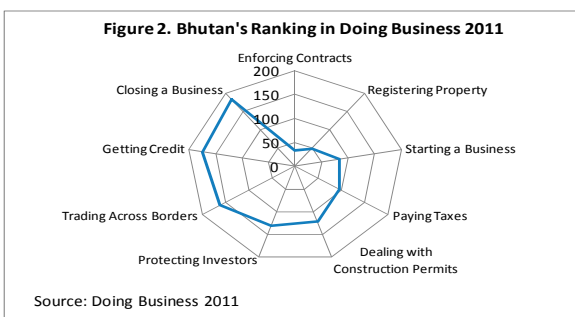 Figure 2. Bhutan's Ranking in Doing Business 2011
Enforcing Contracts
200
150
100
50
0
Registering Property
Starting a Business
Paying Taxes
Dealing with
Construction Permits
Protecting Investors
Trading Across Borders
Getting Credit
Closing a Business
Source: Doing Business 2011